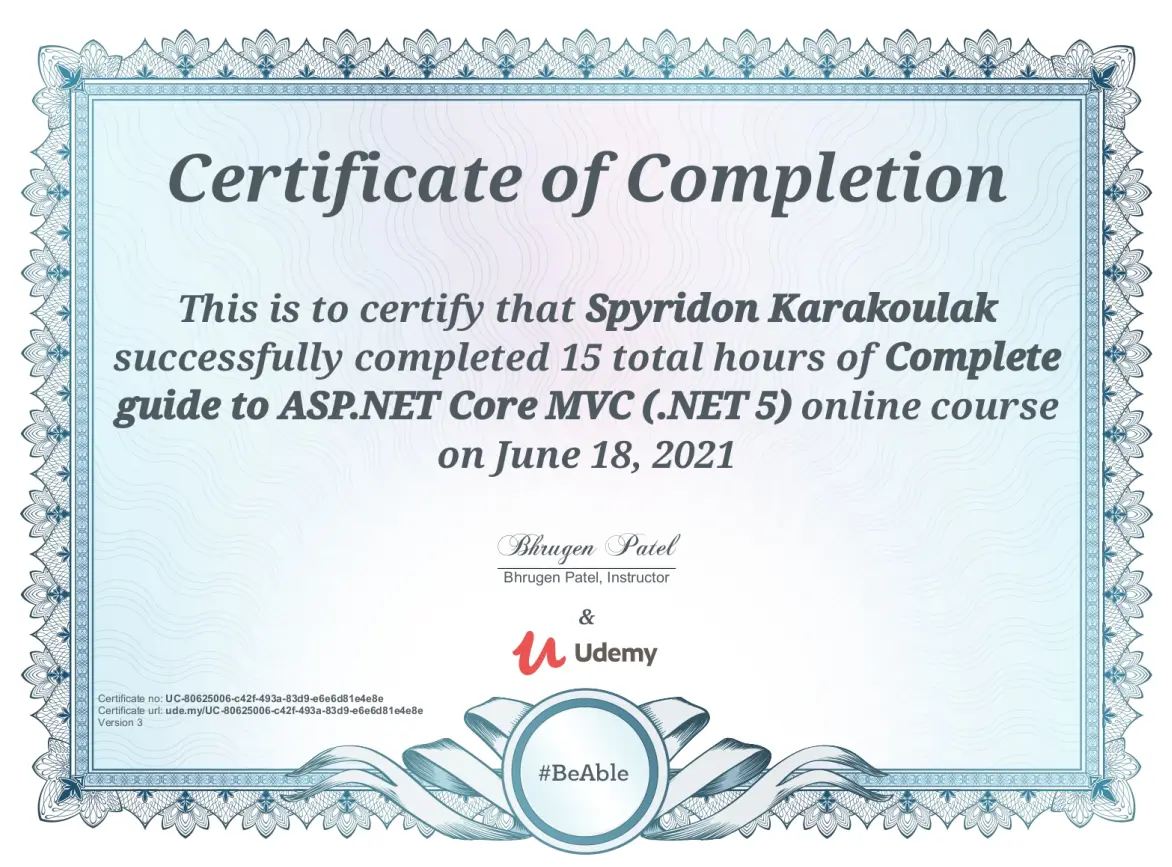 Certificate of Completion
This is to certify that Spyridon Karakoulak
successfully completed 15 total hours of Complete
guide to ASP.NET Core MVC (.NET 5) online course
on June 18, 2021
Bhrugen Patel
Bhrugen Patel, Instructor
&
Udemy
Certificate no: UC-80625006-c42f-493a-83d9-e6e6d81e4e8e
Certificate url: ude.my/UC-80625006-c42f-493a-83d9-e6e6d81e4e8e
Version 3
#BeAble